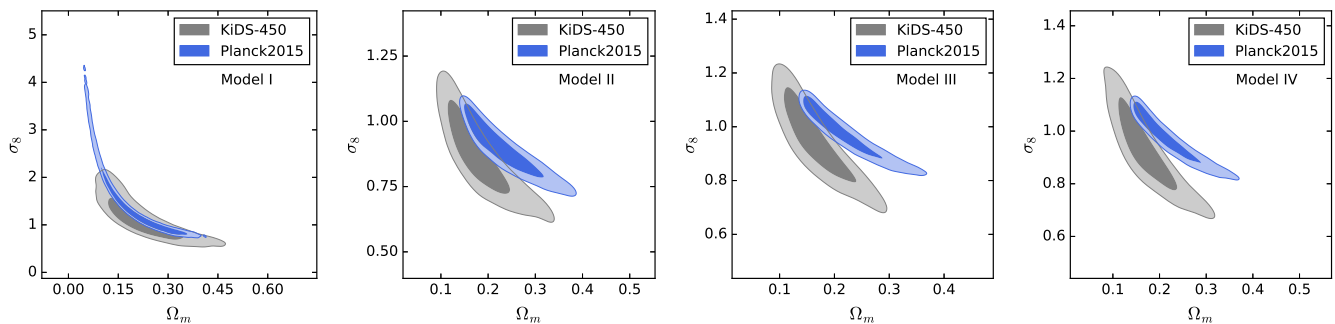 KiDS-450
Planck2015
Model I
5
4
3
2
1
0
σ₈
0.00 0.15 0.30 0.45 0.60
Ωₘ
KiDS-450
Planck2015
Model II
1.25
1.00
0.75
0.50
σ₈
0.1 0.2 0.3 0.4 0.5
Ωₘ
KiDS-450
Planck2015
Model III
1.4
1.2
1.0
0.8
0.6
σ₈
0.1 0.2 0.3 0.4
Ωₘ
KiDS-450
Planck2015
Model IV
1.4
1.2
1.0
0.8
0.6
σ₈
0.1 0.2 0.3 0.4 0.5
Ωₘ